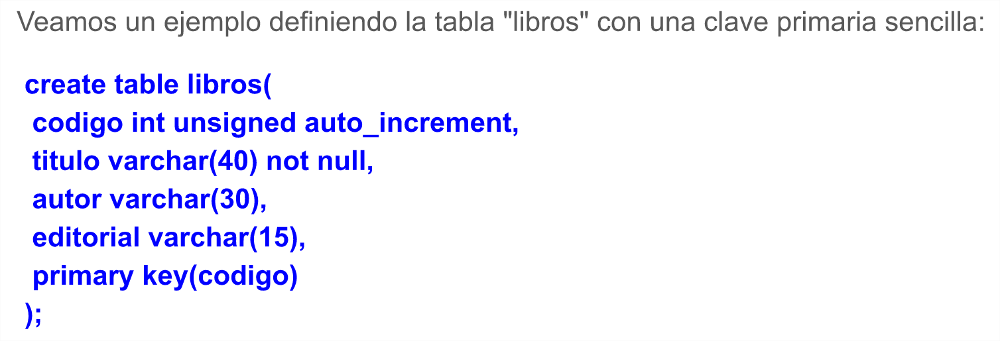 Veamos un ejemplo definiendo la tabla "libros" con una clave primaria sencilla:
create table libros(
codigo int unsigned auto_increment,
titulo varchar(40) not null,
autor varchar(30),
editorial varchar(15),
primary key(codigo)
);